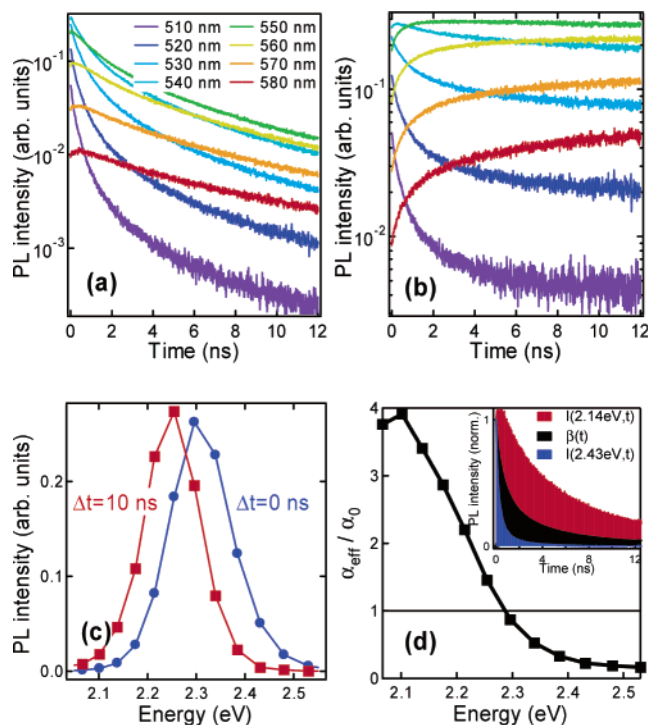 510 nm 550 nm
520 nm 560 nm
530 nm 570 nm
540 nm 580 nm
PL intensity (arb. units)
10^-1
10^-2
10^-3
(a)
0 2 4 6 8 10 12
Time (ns)
PL intensity (arb. units)
10^-1
10^-2
(b)
0 2 4 6 8 10 12
Time (ns)
PL intensity (arb. units)
0.2
0.1
0.0
Δt=10 ns
Δt=0 ns
(c)
2.1 2.2 2.3 2.4 2.5
Energy (eV)
α_eff / α_0
4
3
2
1
0
I(2.14eV,t)
β(t)
I(2.43eV,t)
PL intensity (norm.)
1
0
0 4 8 12
Time (ns)
(d)
2.1 2.2 2.3 2.4 2.5
Energy (eV)